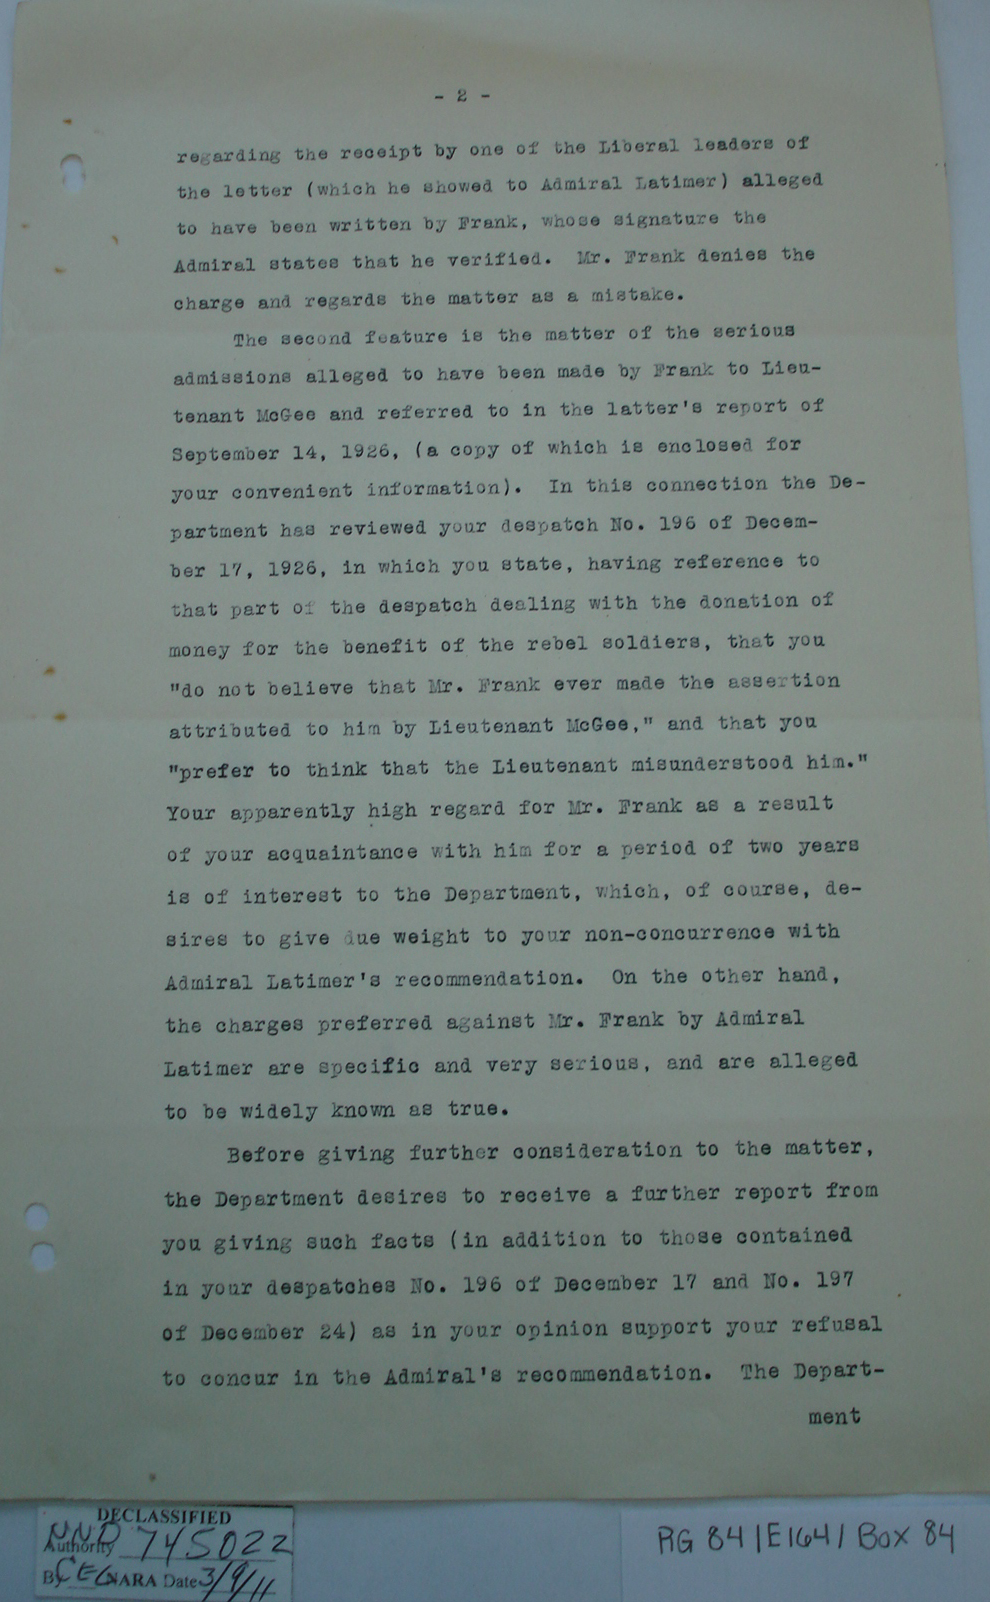 - 2 -
regarding the receipt by one of the Liberal leaders of
the letter (which he showed to Admiral Latimer) alleged
to have been written by Frank, whose signature the
Admiral states that he verified.  Mr. Frank denies the
charge and regards the matter as a mistake.
The second feature is the matter of the serious
admissions alleged to have been made by Frank to Lieu-
tenant McGee and referred to in the latter's report of
September 14, 1926, (a copy of which is enclosed for
your convenient information).  In this connection the De-
partment has reviewed your despatch No. 196 of Decem-
ber 17, 1926, in which you state, having reference to
that part of the despatch dealing with the donation of
money for the benefit of the rebel soldiers, that you
"do not believe that Mr. Frank ever made the assertion
attributed to him by Lieutenant McGee," and that you
"prefer to think that the Lieutenant misunderstood him."
Your apparently high regard for Mr. Frank as a result
of your acquaintance with him for a period of two years
is of interest to the Department, which, of course, de-
sires to give due weight to your non-concurrence with
Admiral Latimer's recommendation.  On the other hand,
the charges preferred against Mr. Frank by Admiral
Latimer are specific and very serious, and are alleged
to be widely known as true.
Before giving further consideration to the matter,
the Department desires to receive a further report from
you giving such facts (in addition to those contained
in your despatches No. 196 of December 17 and No. 197
of December 24) as in your opinion support your refusal
to concur in the Admiral's recommendation.  The Depart-
ment
DECLASSIFIED
Authority NND 745022
By CEC NARA Date 3/9/11
RG 84/E1641 Box 84